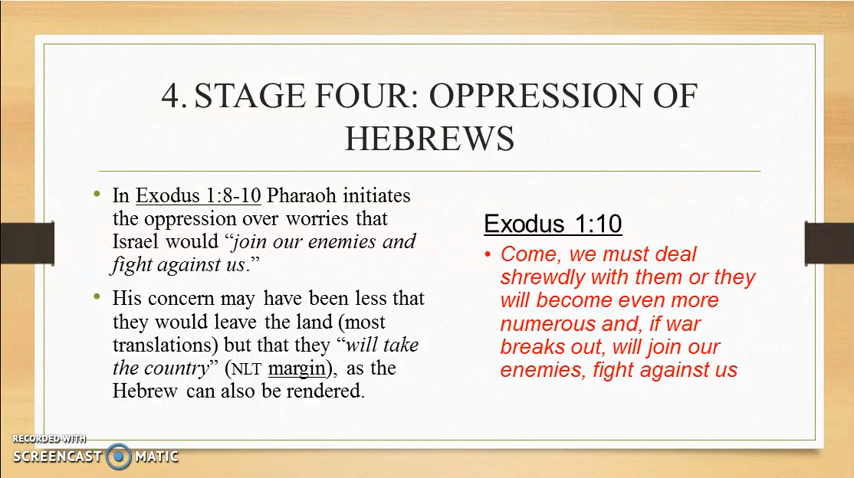 4. STAGE FOUR: OPPRESSION OF
HEBREWS
• In Exodus 1:8-10 Pharaoh initiates
the oppression over worries that
Israel would “join our enemies and
fight against us.”
• His concern may have been less that
they would leave the land (most
translations) but that they “will take
the country” (NLT margin), as the
Hebrew can also be rendered.
Exodus 1:10
• Come, we must deal
shrewdly with them or they
will become even more
numerous and, if war
breaks out, will join our
enemies, fight against us
RECORDED WITH
SCREENCAST MATIC